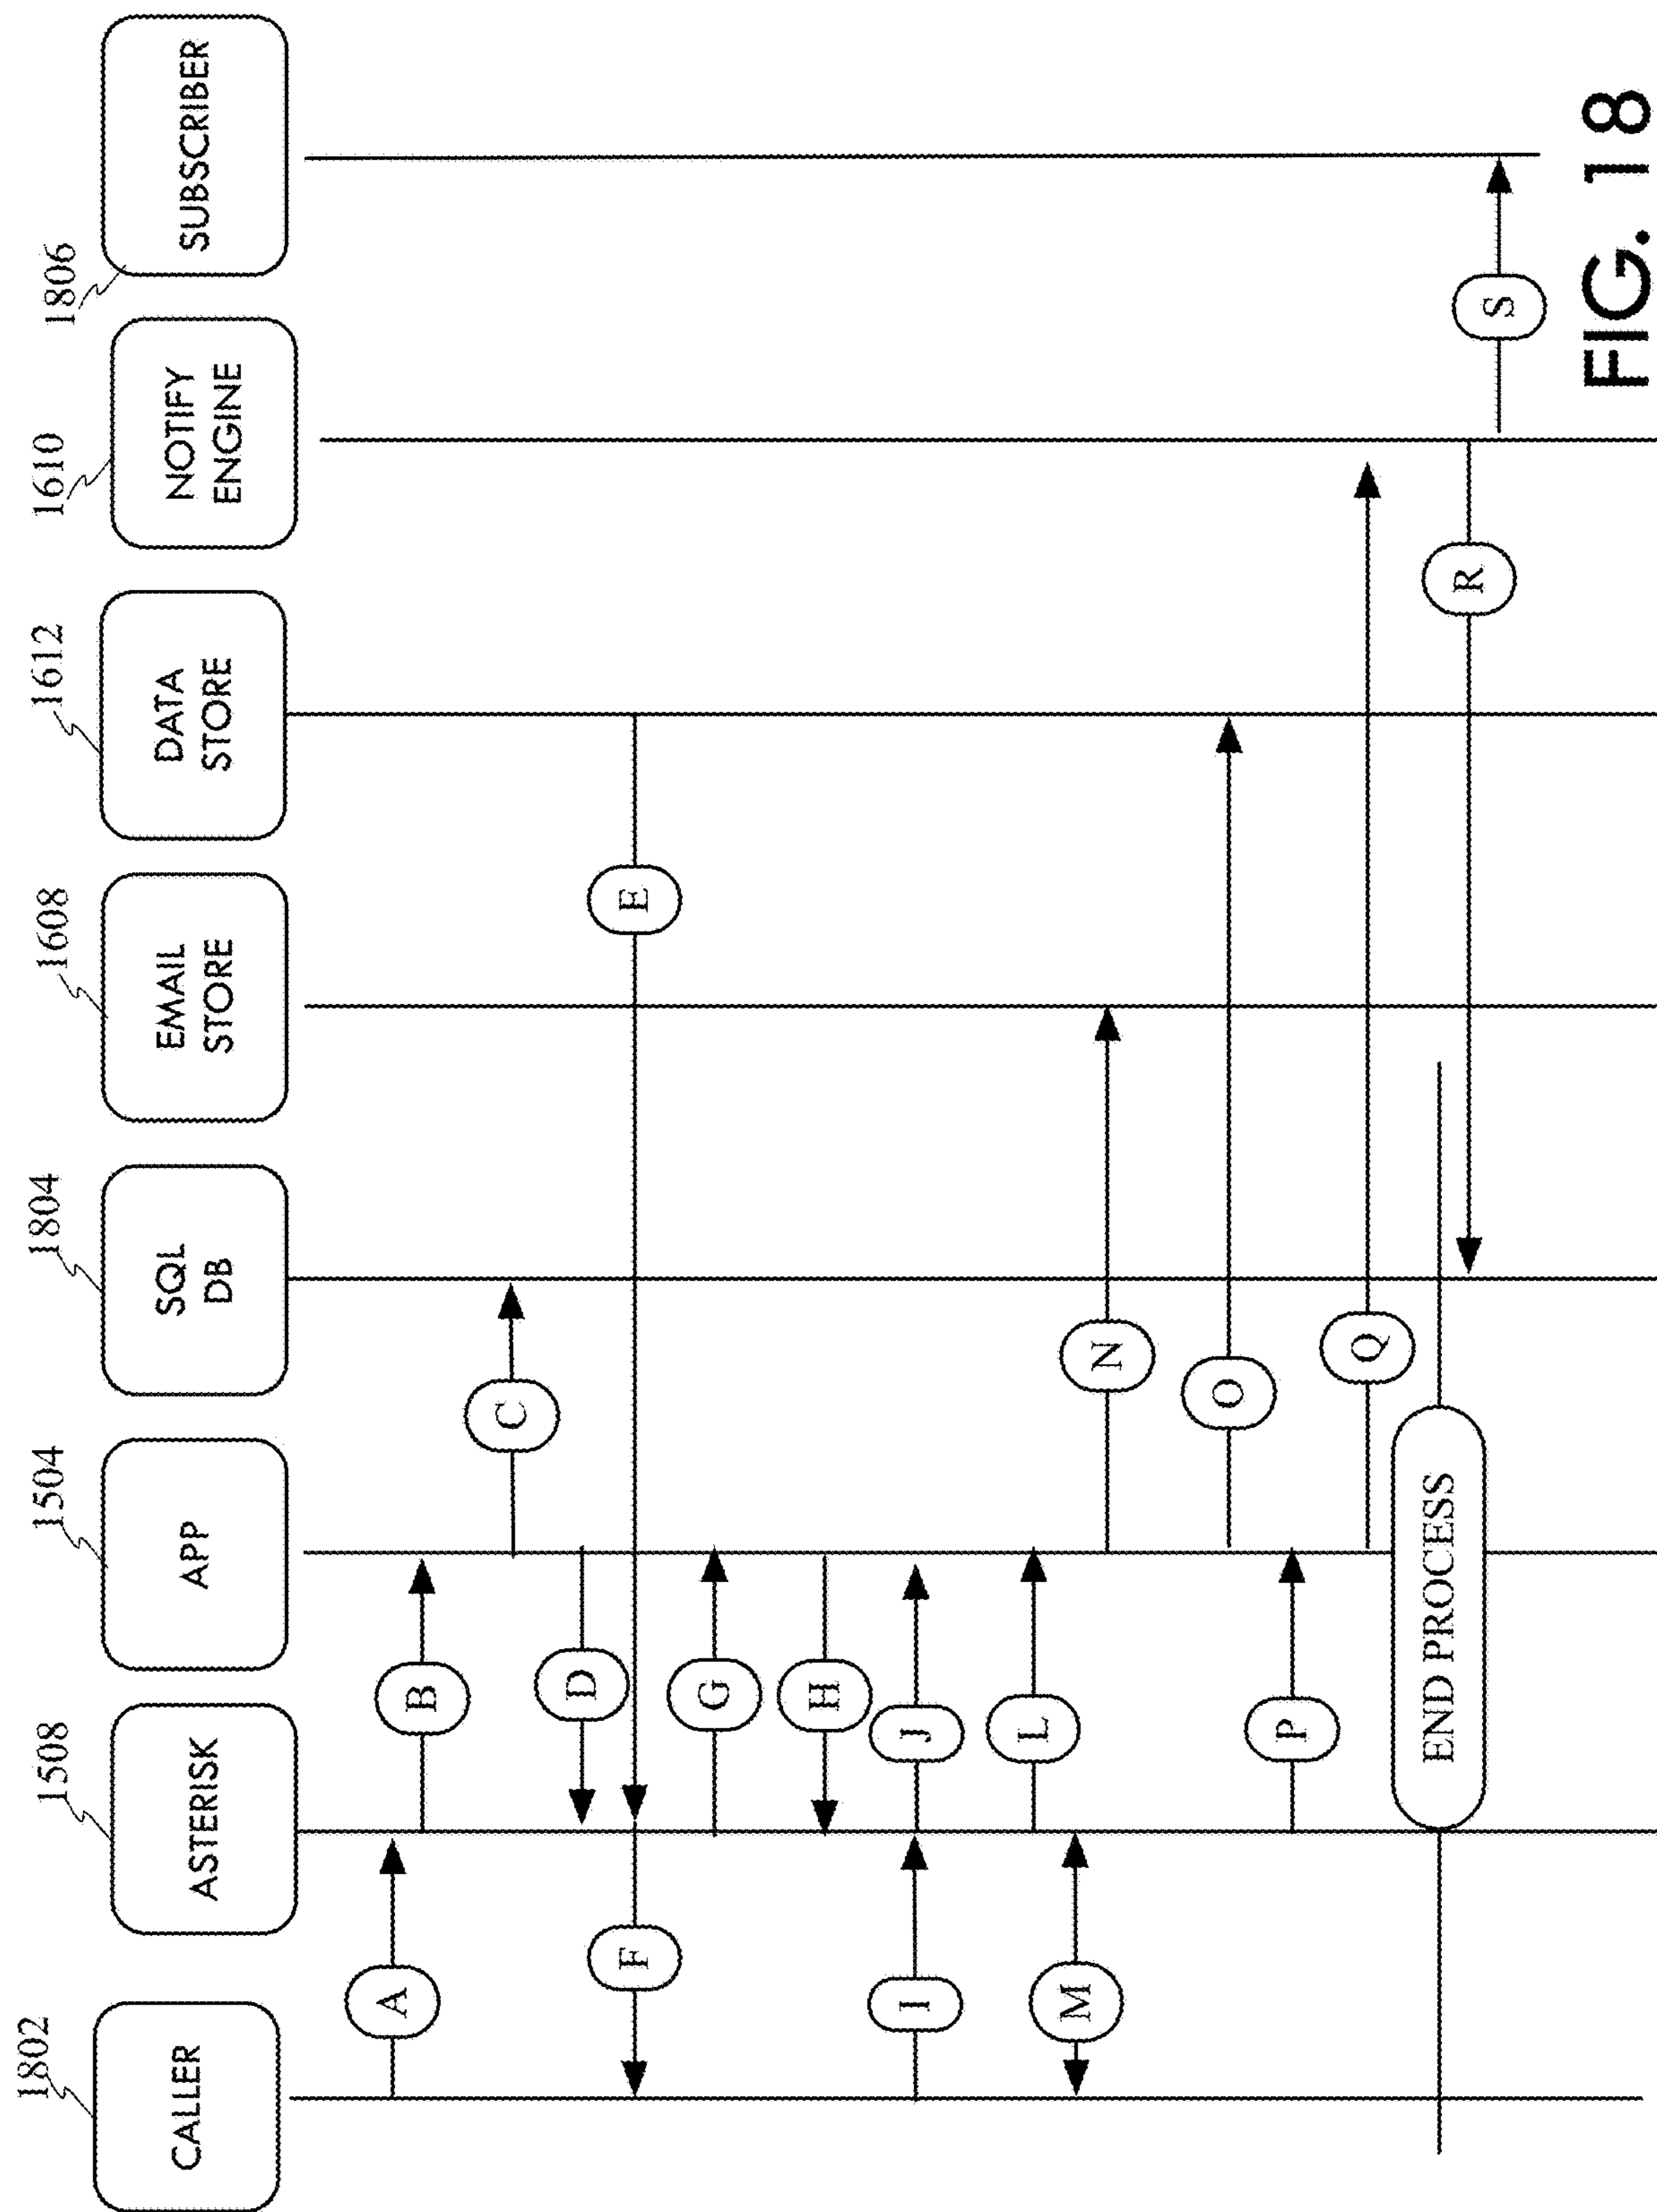 1802
CALLER
1508
ASTERISK
1504
APP
1804
SQL
DB
1608
EMAIL
STORE
1612
DATA
STORE
1610
NOTIFY
ENGINE
1806
SUBSCRIBER
A
B
C
D
E
F
G
H
I
J
L
M
N
O
P
Q
END PROCESS
R
S
FIG. 18